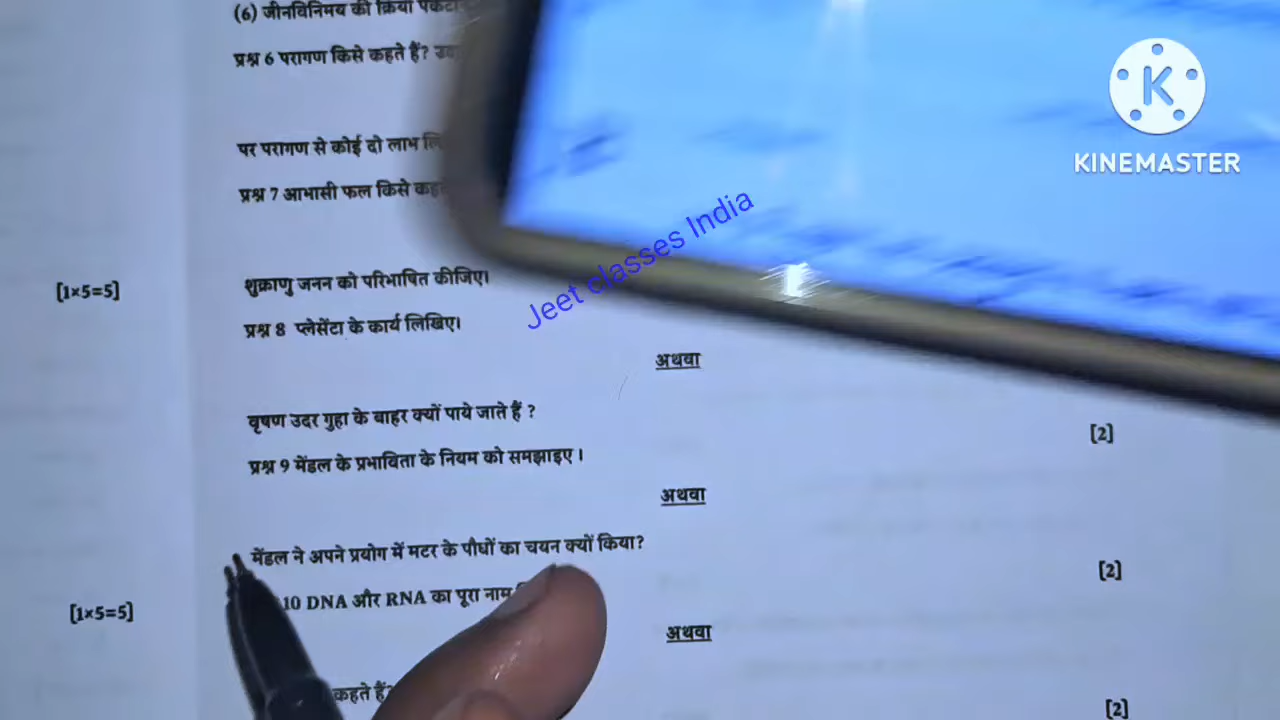 (6) जीनविनिमय की क्रिया
प्रश्न 6 परागण किसे कहते हैं?
पर परागण से कोई दो लाभ
प्रश्न 7 आभासी फल किसे
[1×5=5]
शुक्राणु जनन को परिभाषित कीजिए।
प्रश्न 8 प्लेसेंटा के कार्य लिखिए।
अथवा
वृषण उदर गुहा के बाहर क्यों पाये जाते हैं ?
[2]
प्रश्न 9 मेंडल के प्रभाविता के नियम को समझाइए ।
अथवा
मेंडल ने अपने प्रयोग में मटर के पौधों का चयन क्यों किया?
[2]
10 DNA और RNA का पूरा नाम
[1×5=5]
अथवा
कहते हैं?
[2]
Jeet classes India
K
KINEMASTER